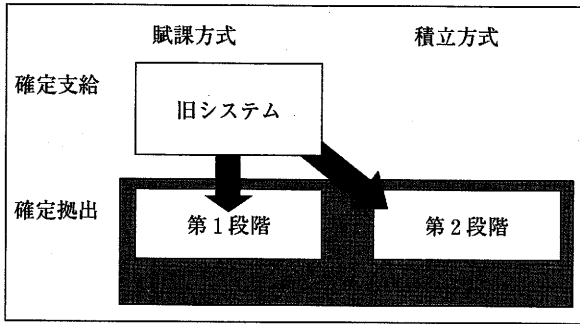 賦課方式 積立方式
確定支給
旧システム
確定拠出
第1段階 第2段階